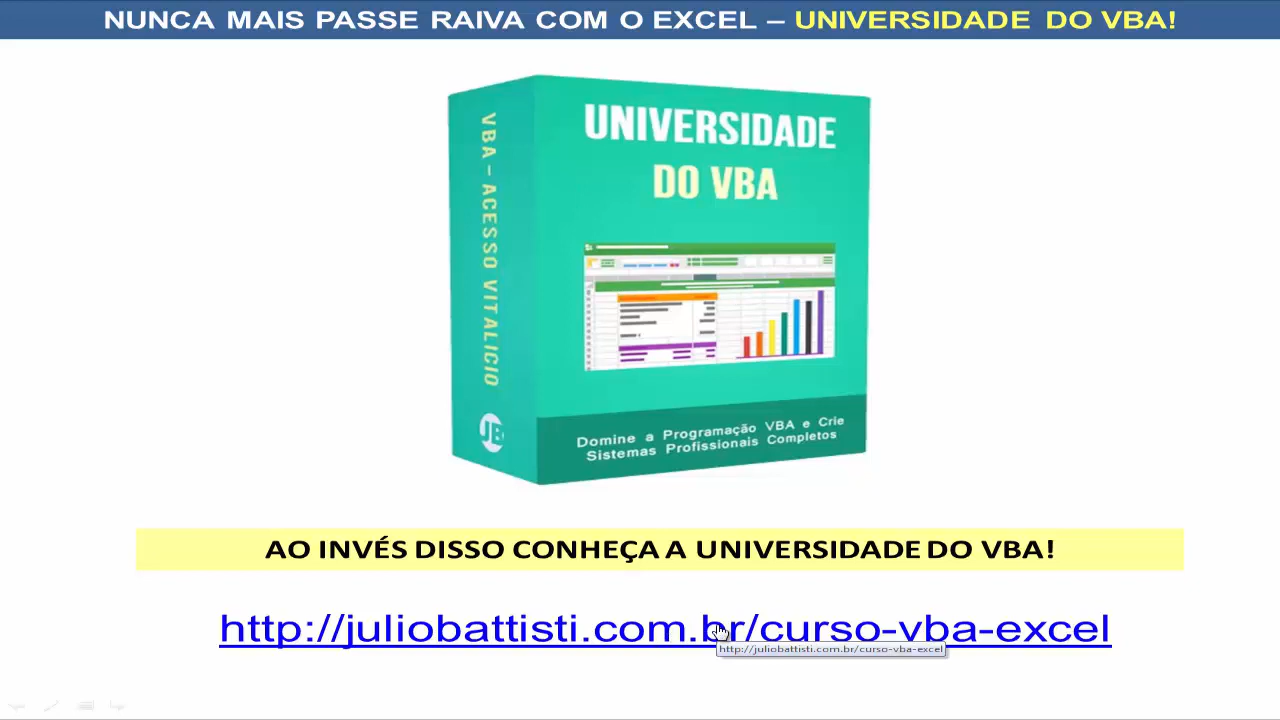 NUNCA MAIS PASSE RAIVA COM O EXCEL – UNIVERSIDADE DO VBA!
VBA – ACESSO VITALICIO
JB
UNIVERSIDADE
DO VBA
Domine a Programação VBA e Crie
Sistemas Profissionais Completos
AO INVÉS DISSO CONHEÇA A UNIVERSIDADE DO VBA!
http://juliobattisti.com.br/curso-vba-excel
http://juliobattisti.com.br/curso-vba-excel